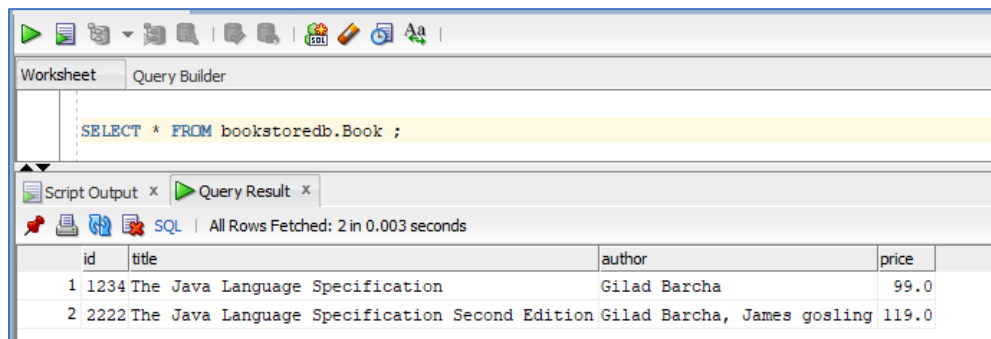 SQL Aa
Worksheet Query Builder
SELECT * FROM bookstoredb.Book ;
Script Output x Query Result x
SQL | All Rows Fetched: 2 in 0.003 seconds
id title author price
1 1234 The Java Language Specification Gilad Barcha 99.0
2 2222 The Java Language Specification Second Edition Gilad Barcha, James gosling 119.0